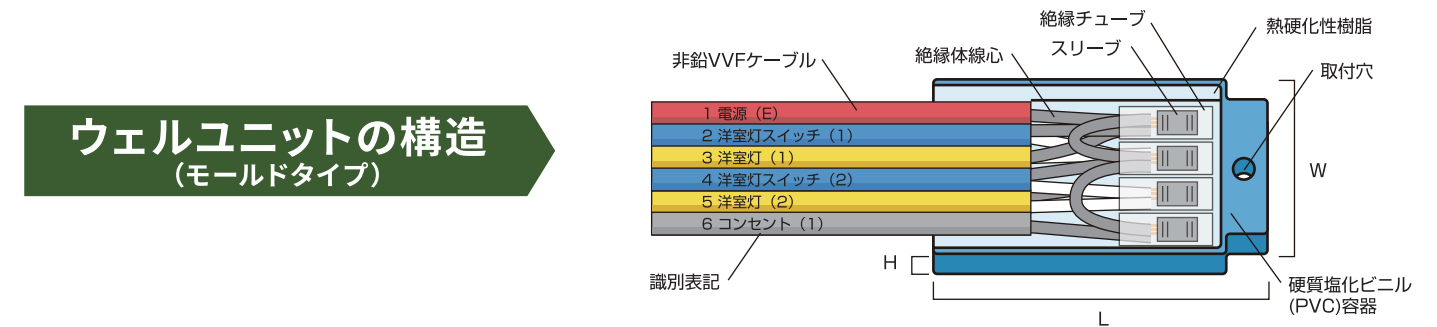 ウェルユニットの構造
（モールドタイプ）
絶縁チューブ
スリーブ
熱硬化性樹脂
非鉛VVFケーブル
絶縁体線心
取付穴
1 電源（E）
2 洋室灯スイッチ（1）
3 洋室灯（1）
4 洋室灯スイッチ（2）
5 洋室灯（2）
6 コンセント（1）
W
H
識別表記
L
硬質塩化ビニル
(PVC)容器